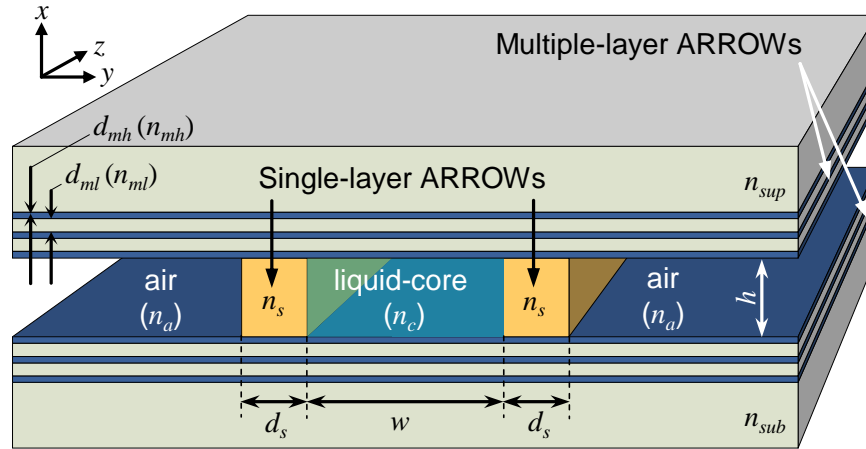 x
z
y
Multiple-layer ARROWs
d_mh (n_mh)
d_ml (n_ml)
Single-layer ARROWs
n_sup
air
(n_a)
n_s
liquid-core
(n_c)
n_s
air
(n_a)
h
d_s
w
d_s
n_sub